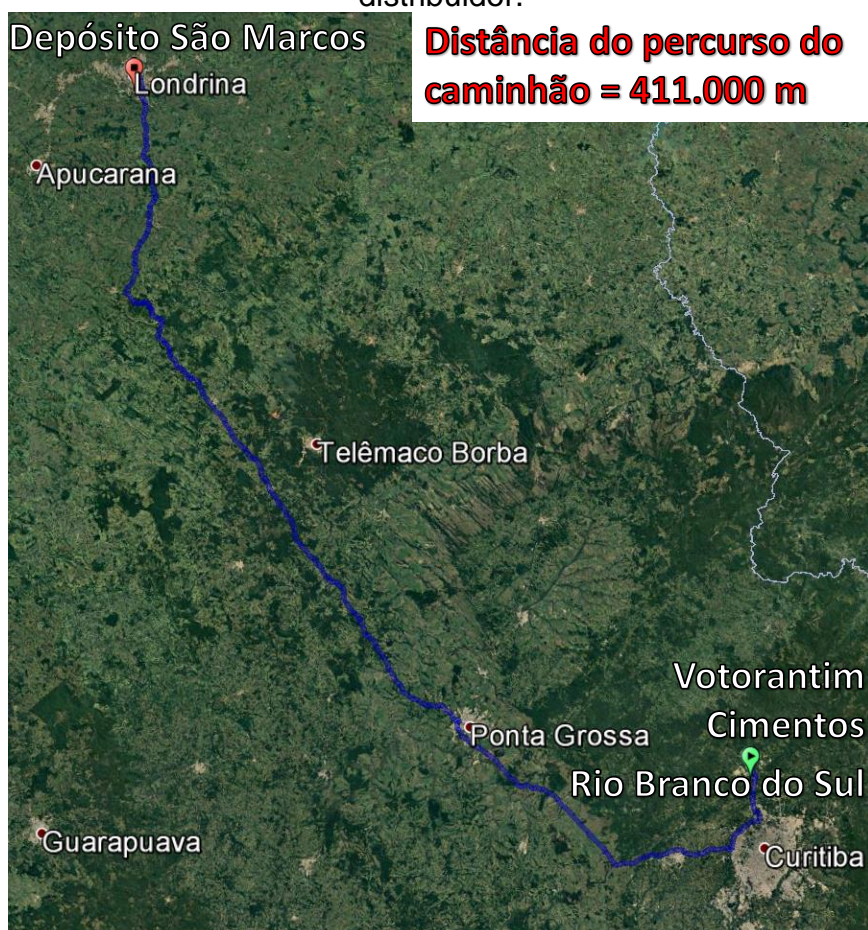 distribuidor.
Depósito São Marcos
Distância do percurso do
caminhão = 411.000 m
Londrina
Apucarana
Telêmaco Borba
Votorantim
Cimentos
Ponta Grossa
Rio Branco do Sul
Guarapuava
Curitiba